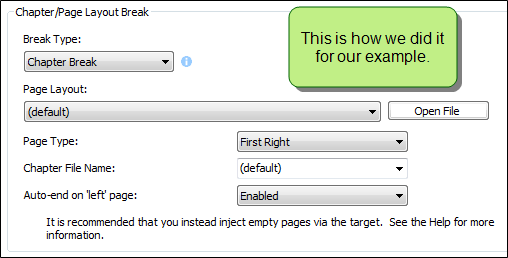 Chapter/Page Layout Break
This is how we did it
for our example.
Break Type:
Chapter Break
Page Layout:
(default)
Open File
Page Type:
First Right
Chapter File Name:
(default)
Auto-end on 'left' page:
Enabled
It is recommended that you instead inject empty pages via the target. See the Help for more
information.